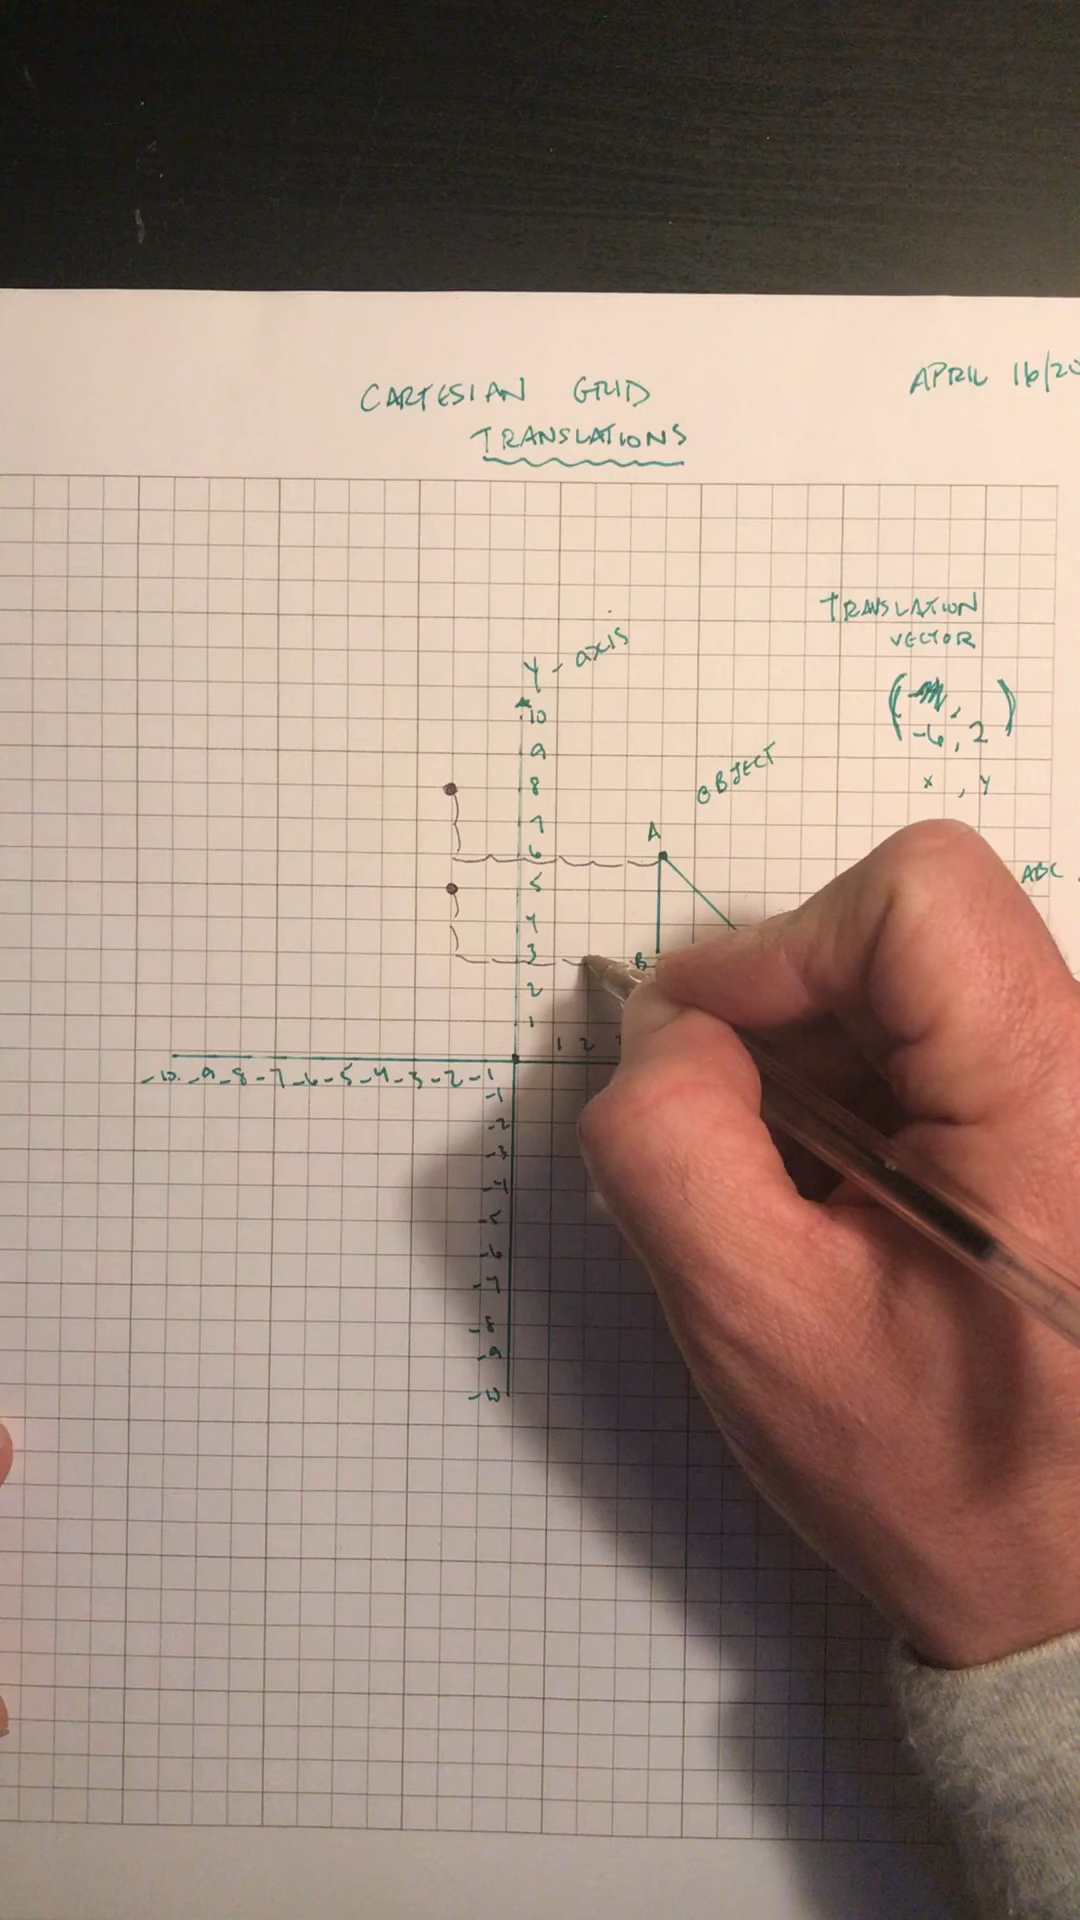 CARTESIAN GRID
APRIL 16/20
TRANSLATIONS
TRANSLATION
VECTOR
Y - axis
( , )
-6, 2
x , y
OBJECT
10
9
8
7
6
5
4
3
2
1
A
B
ABC
1 2
-10 -9 -8 -7 -6 -5 -4 -3 -2 -1
-1
-2
-3
-4
-5
-6
-7
-8
-9
-10